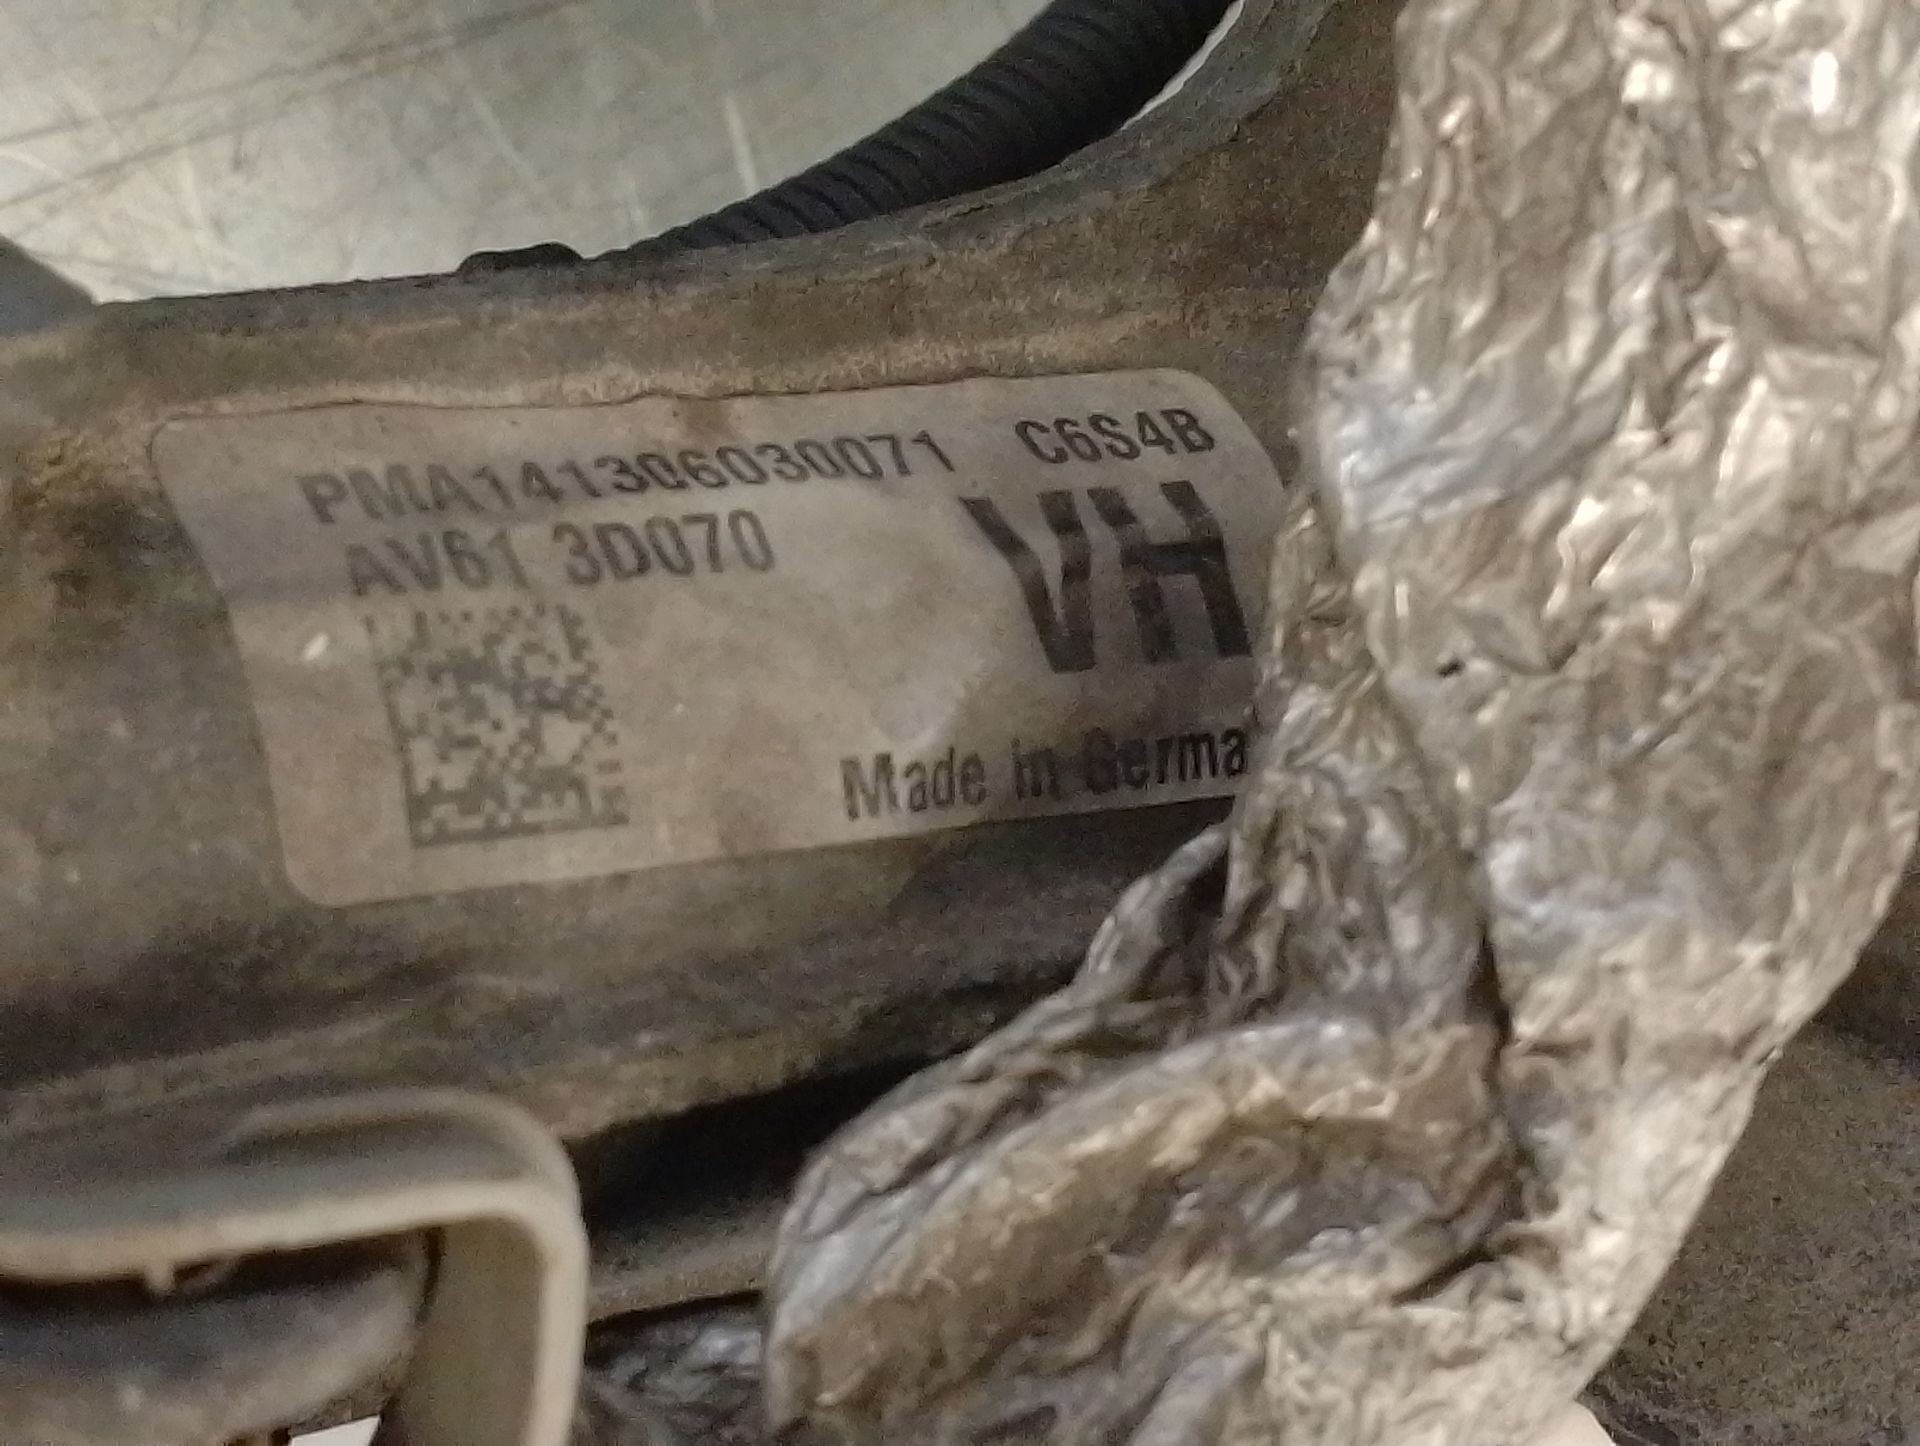 PMA141306030071 C6S4B
AV61 3D070
VH
Made in Germa